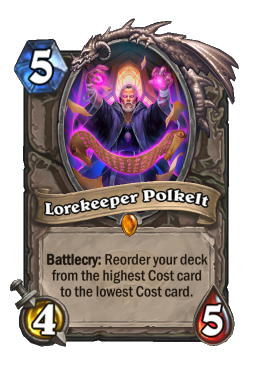 5
Lorekeeper Polkelt
Battlecry: Reorder your deck
from the highest Cost card
to the lowest Cost card.
4
5